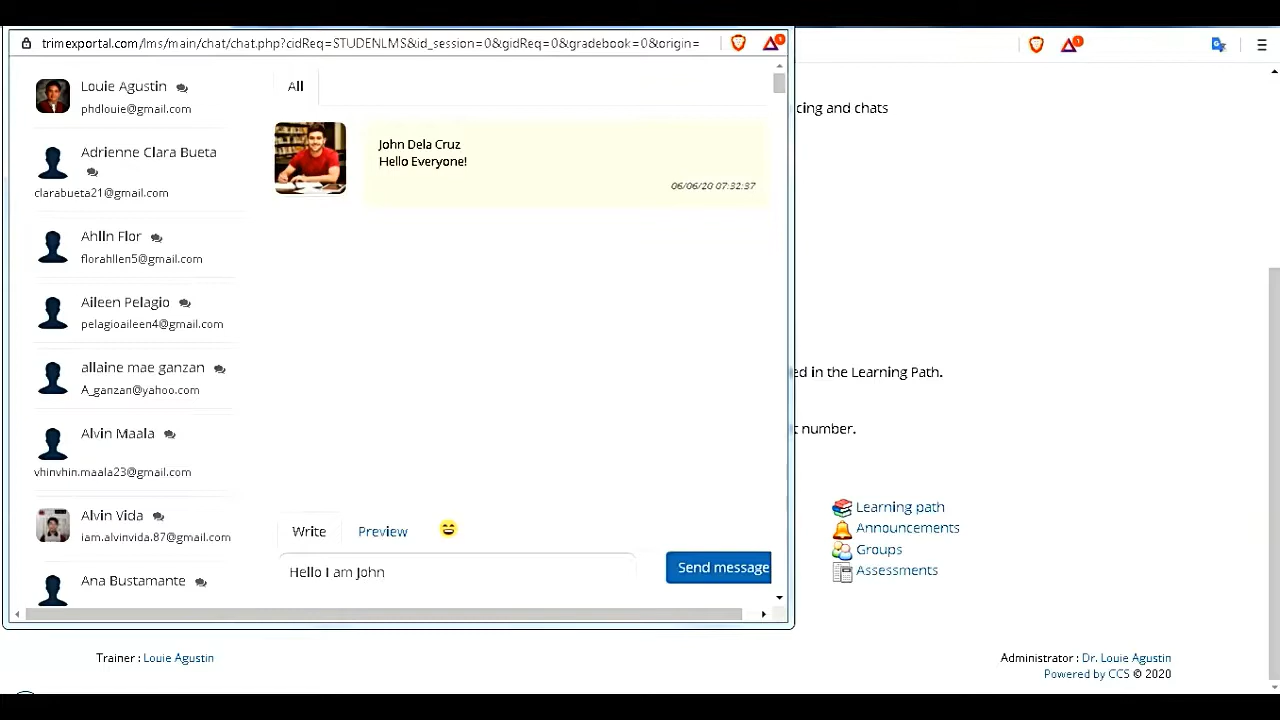 trimexportal.com/lms/main/chat/chat.php?cidReq=STUDENLMS&id_session=0&gidReq=0&gradebook=0&origin=
Louie Agustin
phdlouie@gmail.com
Adrienne Clara Bueta
clarabueta21@gmail.com
AhlIn Flor
florahllen5@gmail.com
Aileen Pelagio
pelagioaileen4@gmail.com
allaine mae ganzan
A_ganzan@yahoo.com
Alvin Maala
vhinvhin.maala23@gmail.com
Alvin Vida
iam.alvinvida.87@gmail.com
Ana Bustamante
All
John Dela Cruz
Hello Everyone!
06/06/20 07:32:37
Write Preview
Hello I am John
Send message
cing and chats
ed in the Learning Path.
t number.
Learning path
Announcements
Groups
Assessments
Trainer : Louie Agustin
Administrator : Dr. Louie Agustin
Powered by CCS © 2020